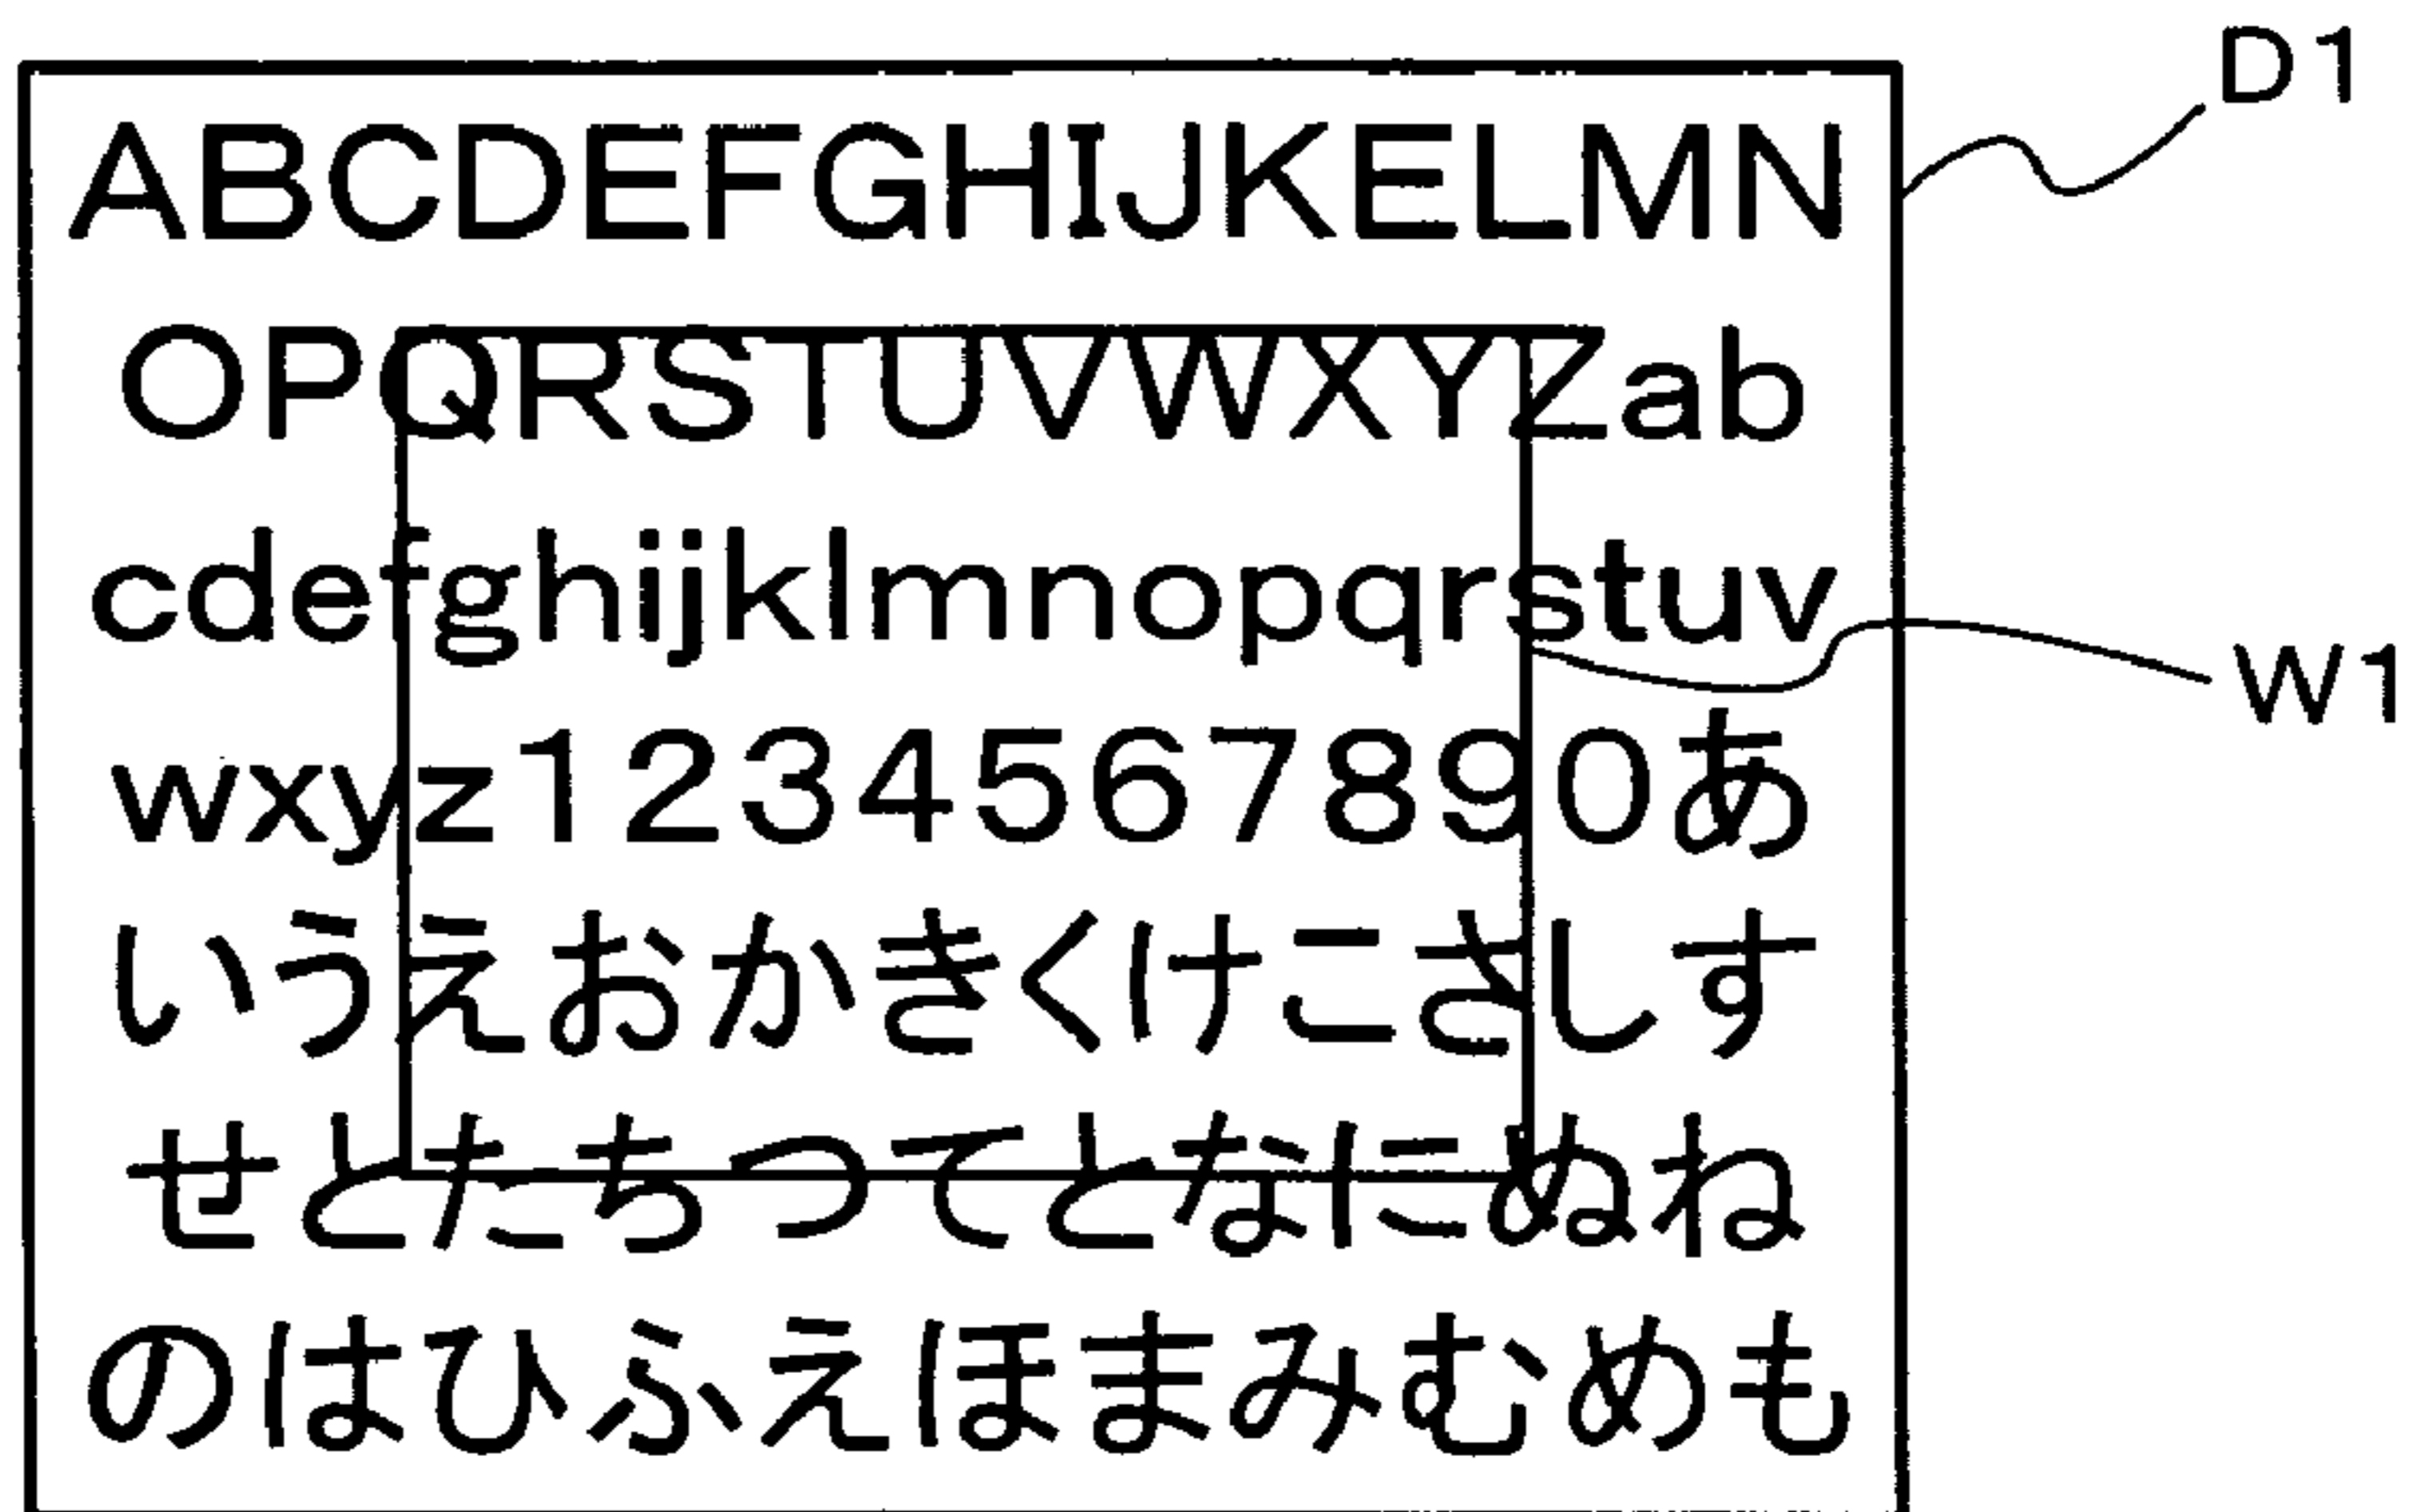 D1
ABCDEFGHIJKELMN
OPQRSTUVWXYZab
cdefghijklmnopqrstuv
W1
wxyz1234567890あ
いうえおかきくけこさしす
せとたちつてとなにぬね
のはひふえほまみむめも